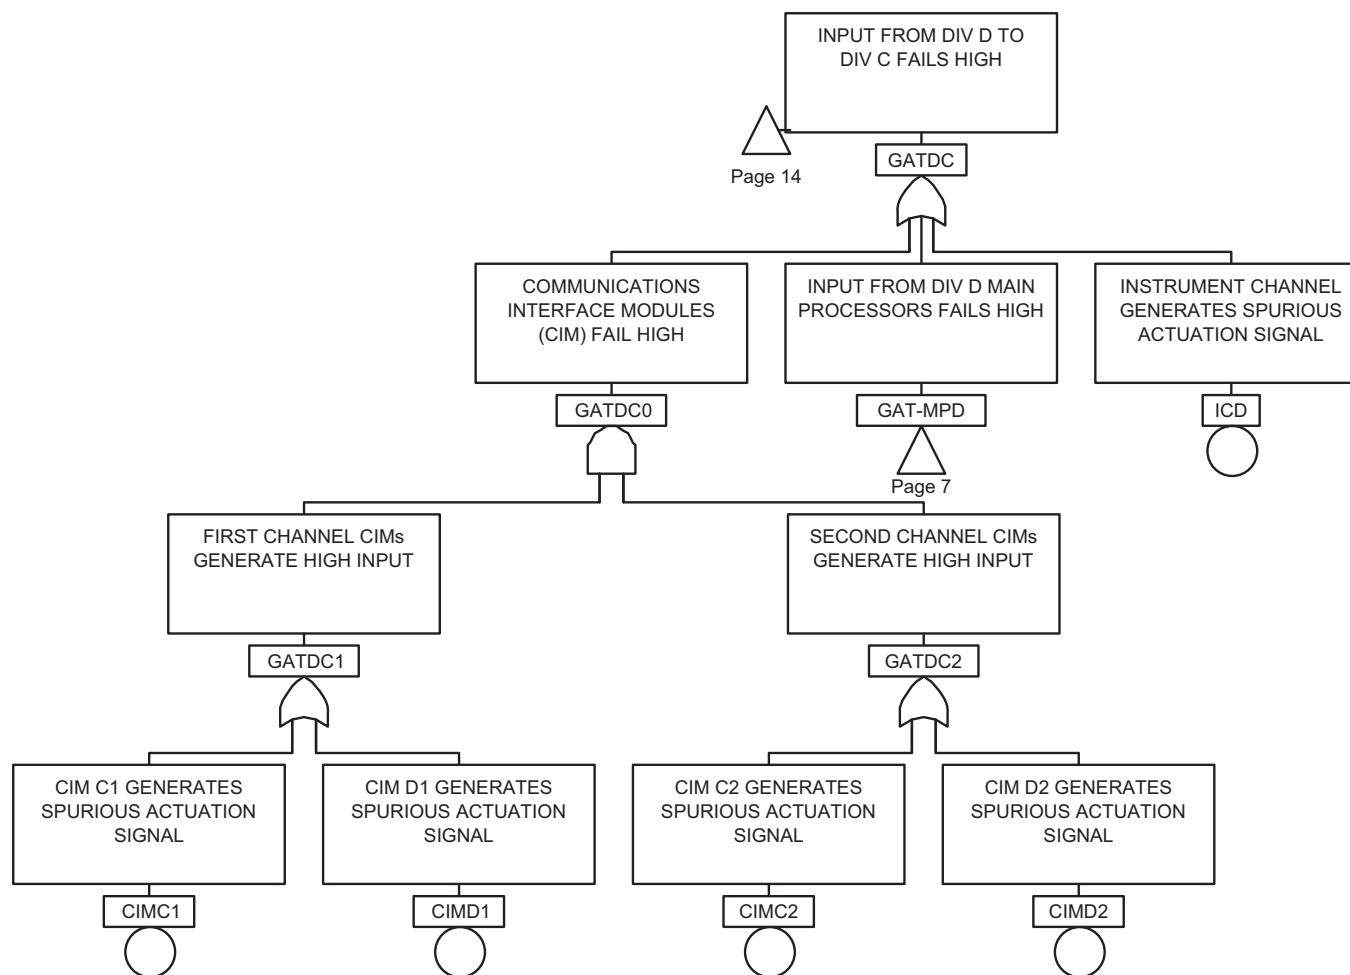 INPUT FROM DIV D TO
DIV C FAILS HIGH
Page 14
GATDC
COMMUNICATIONS
INTERFACE MODULES
(CIM) FAIL HIGH
INPUT FROM DIV D MAIN
PROCESSORS FAILS HIGH
INSTRUMENT CHANNEL
GENERATES SPURIOUS
ACTUATION SIGNAL
GATDC0
GAT-MPD
ICD
Page 7
FIRST CHANNEL CIMs
GENERATE HIGH INPUT
SECOND CHANNEL CIMs
GENERATE HIGH INPUT
GATDC1
GATDC2
CIM C1 GENERATES
SPURIOUS ACTUATION
SIGNAL
CIM D1 GENERATES
SPURIOUS ACTUATION
SIGNAL
CIM C2 GENERATES
SPURIOUS ACTUATION
SIGNAL
CIM D2 GENERATES
SPURIOUS ACTUATION
SIGNAL
CIMC1
CIMD1
CIMC2
CIMD2